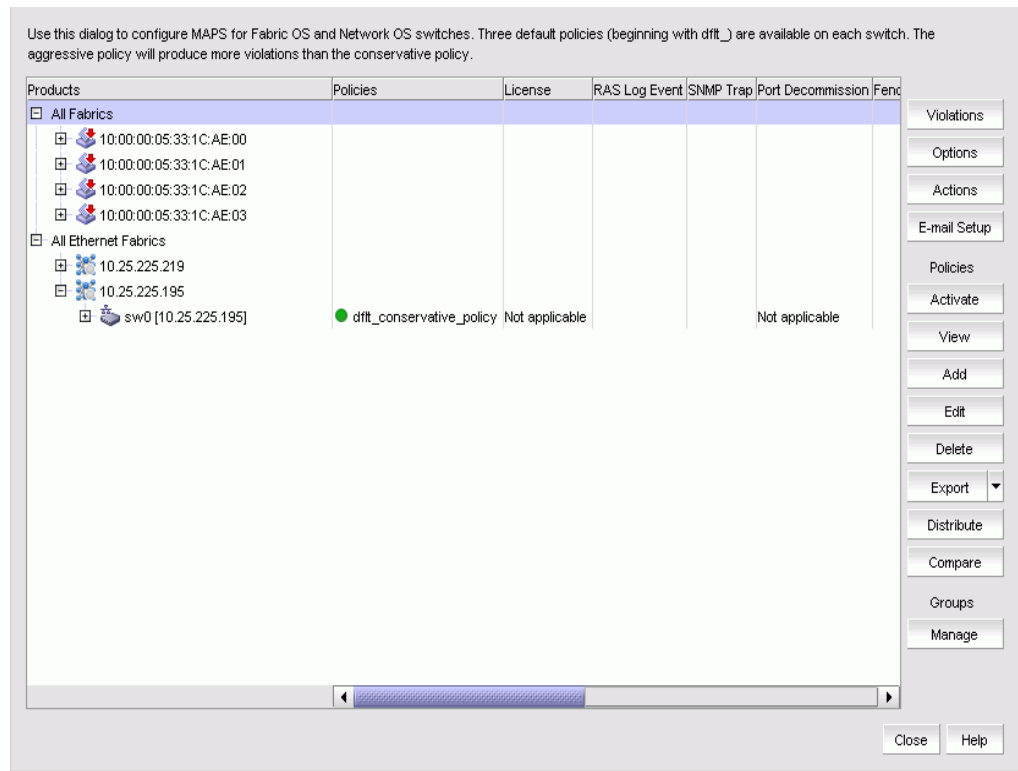 Use this dialog to configure MAPS for Fabric OS and Network OS switches. Three default policies (beginning with dflt_) are available on each switch. The
aggressive policy will produce more violations than the conservative policy.
Products Policies License RAS Log Event SNMP Trap Port Decommission Fenc
All Fabrics
10:00:00:05:33:1C:AE:00
10:00:00:05:33:1C:AE:01
10:00:00:05:33:1C:AE:02
10:00:00:05:33:1C:AE:03
All Ethernet Fabrics
10.25.225.219
10.25.225.195
sw0 [10.25.225.195] dflt_conservative_policy Not applicable Not applicable
Violations
Options
Actions
E-mail Setup
Policies
Activate
View
Add
Edit
Delete
Export
Distribute
Compare
Groups
Manage
Close Help